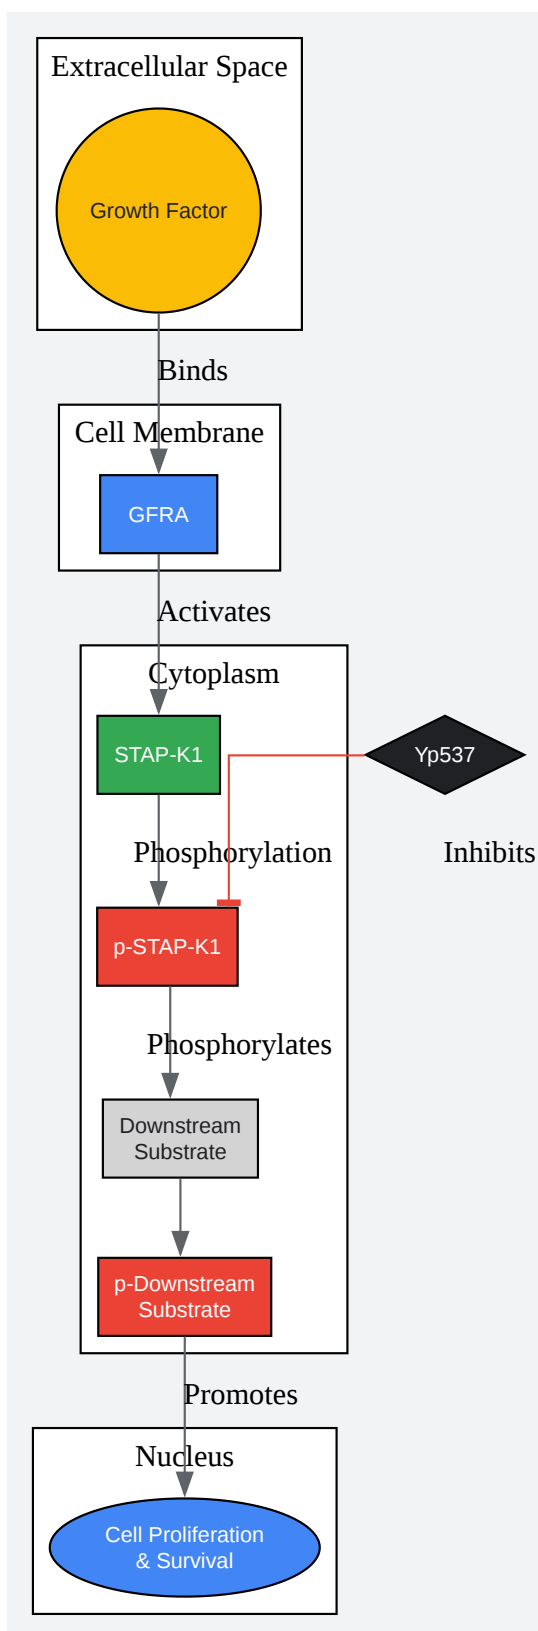 Extracellular Space
Growth Factor
Binds
Cell Membrane
GFRA
Activates
Cytoplasm
STAP-K1
Yp537
Phosphorylation
Inhibits
p-STAP-K1
Phosphorylates
Downstream
Substrate
p-Downstream
Substrate
Promotes
Nucleus
Cell Proliferation
& Survival